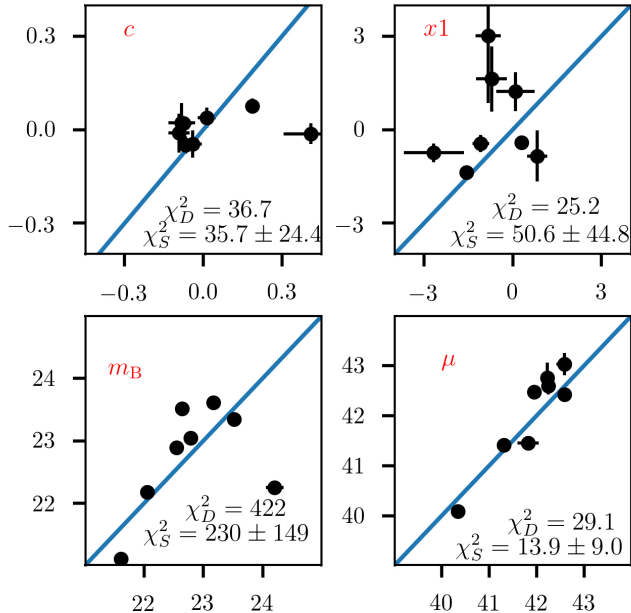 c
x1
0.3
0.0
−0.3
3
0
−3
χ²_D = 36.7
χ²_S = 35.7 ± 24.4
χ²_D = 25.2
χ²_S = 50.6 ± 44.8
−0.3 0.0 0.3
−3 0 3
m_B
μ
24
23
22
43
42
41
40
χ²_D = 422
χ²_S = 230 ± 149
χ²_D = 29.1
χ²_S = 13.9 ± 9.0
22 23 24
40 41 42 43